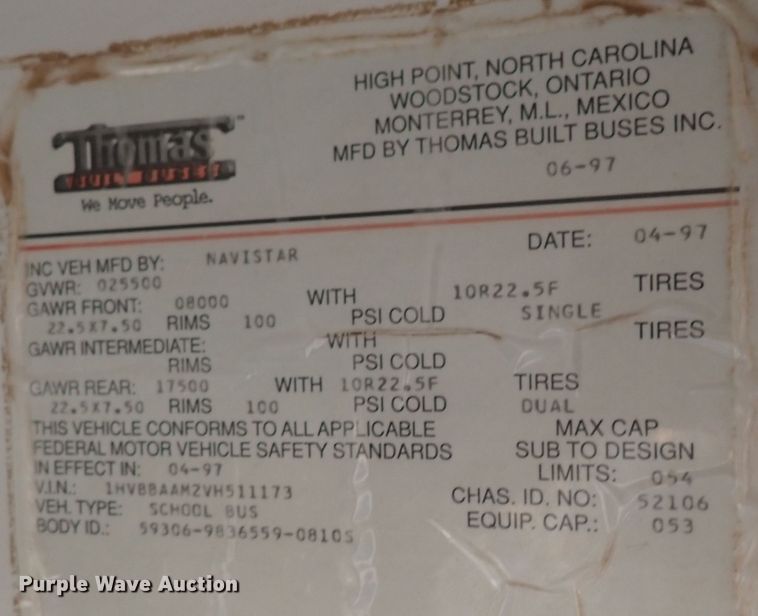 HIGH POINT, NORTH CAROLINA
WOODSTOCK, ONTARIO
MONTERREY, M.L., MEXICO
MFD BY THOMAS BUILT BUSES INC.
06-97
Thomas™
BUILT BUSES
We Move People.
INC VEH MFD BY: NAVISTAR DATE: 04-97
GVWR: 025500
GAWR FRONT: 08000 WITH 10R22.5F TIRES
22.5X7.50 RIMS 100 PSI COLD SINGLE
GAWR INTERMEDIATE: WITH TIRES
RIMS PSI COLD
GAWR REAR: 17500 WITH 10R22.5F TIRES
22.5X7.50 RIMS 100 PSI COLD DUAL
THIS VEHICLE CONFORMS TO ALL APPLICABLE
FEDERAL MOTOR VEHICLE SAFETY STANDARDS
IN EFFECT IN: 04-97
V.I.N.: 1HVBBAAM2VH511173
VEH. TYPE: SCHOOL BUS
BODY ID.: 59306-9836559-0810S
MAX CAP
SUB TO DESIGN
LIMITS: 054
CHAS. ID. NO: 52106
EQUIP. CAP.: 053
Purple Wave Auction